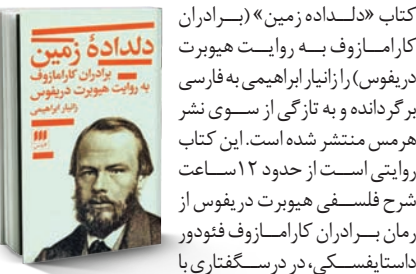 کتاب «دلداده زمین» (برادران
کارامازوف به روایت هیوبرت
دریفوس) را زانیار ابراهیمی به فارسی
برگردانده و به تازگی از سوی نشر
هرمس منتشر شده است. این کتاب
روایتی است از حدود ۱۲ ساعت
شرح فلسفی هیوبرت دریفوس از
رمان برادران کارامازوف فئودور
داستایفسکی، در درسگفتاری با
دلدادهٔ زمین
برادران کارامازوف
به روایت هیوبرت دریفوس
زانیار ابراهیمی
هرمس